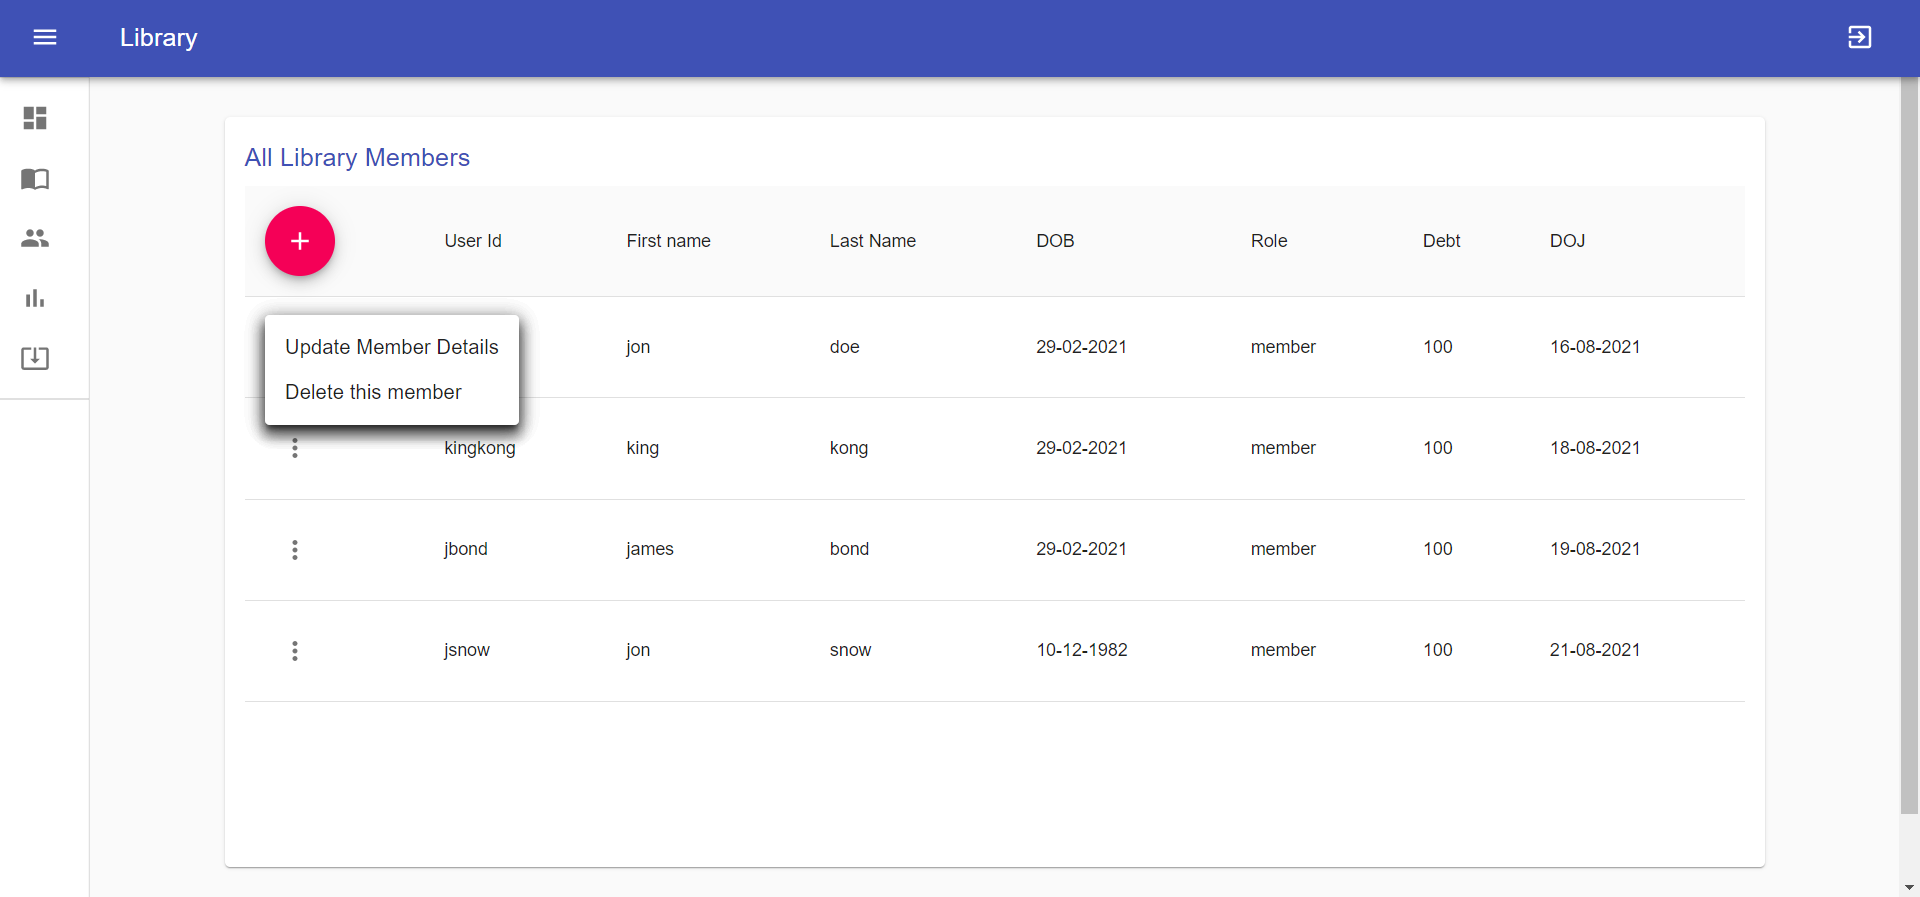 Library
All Library Members
User Id First name Last Name DOB Role Debt DOJ
Update Member Details jon doe 29-02-2021 member 100 16-08-2021
Delete this member
kingkong king kong 29-02-2021 member 100 18-08-2021
jbond james bond 29-02-2021 member 100 19-08-2021
jsnow jon snow 10-12-1982 member 100 21-08-2021